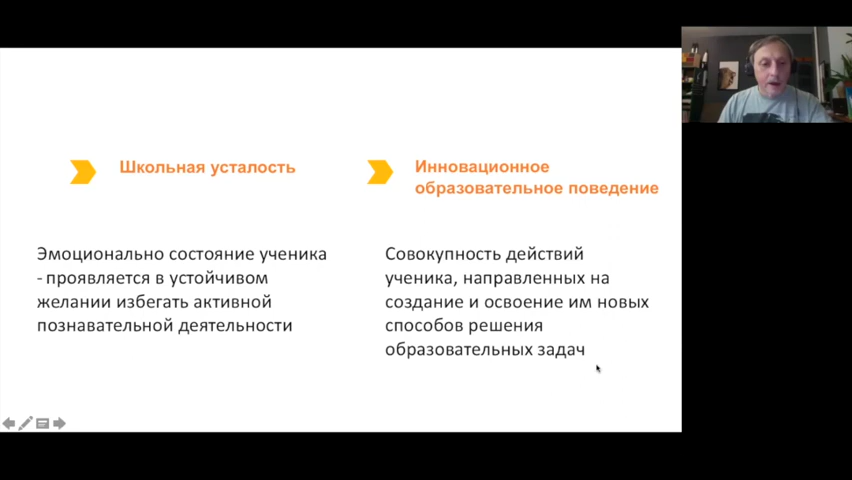 Школьная усталость
Эмоционально состояние ученика
- проявляется в устойчивом
желании избегать активной
познавательной деятельности
Инновационное
образовательное поведение
Совокупность действий
ученика, направленных на
создание и освоение им новых
способов решения
образовательных задач